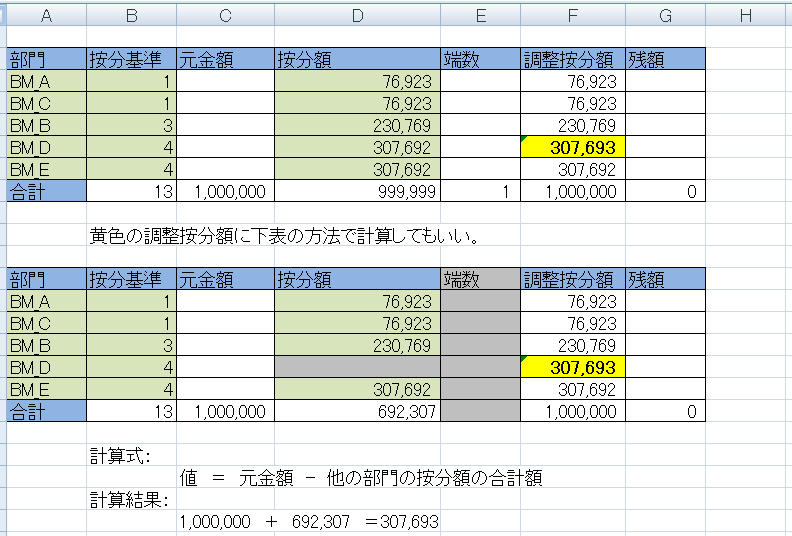 A B C D E F G H
部門 按分基準 元金額 按分額 端数 調整按分額 残額
BM_A 1 76,923 76,923
BM_C 1 76,923 76,923
BM_B 3 230,769 230,769
BM_D 4 307,692 307,693
BM_E 4 307,692 307,692
合計 13 1,000,000 999,999 1 1,000,000 0
黄色の調整按分額に下表の方法で計算してもいい。
部門 按分基準 元金額 按分額 端数 調整按分額 残額
BM_A 1 76,923 76,923
BM_C 1 76,923 76,923
BM_B 3 230,769 230,769
BM_D 4 307,693
BM_E 4 307,692 307,692
合計 13 1,000,000 692,307 1,000,000 0
計算式:
値 = 元金額 - 他の部門の按分額の合計額
計算結果:
1,000,000 + 692,307 =307,693